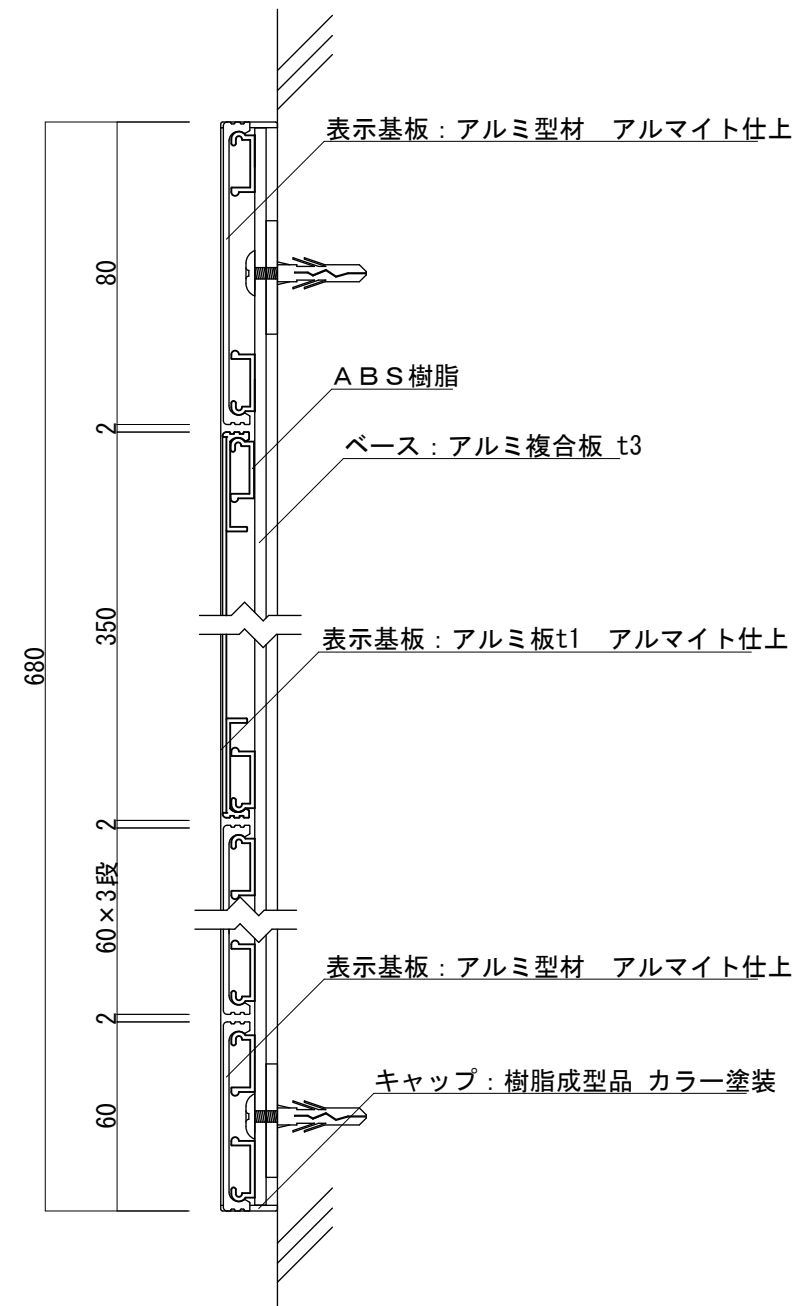 表示基板：アルミ型材　アルマイト仕上
80
ＡＢＳ樹脂
2
ベース：アルミ複合板 t3
350
表示基板：アルミ板t1　アルマイト仕上
680
2
60×3段
表示基板：アルミ型材　アルマイト仕上
2
キャップ：樹脂成型品 カラー塗装
60